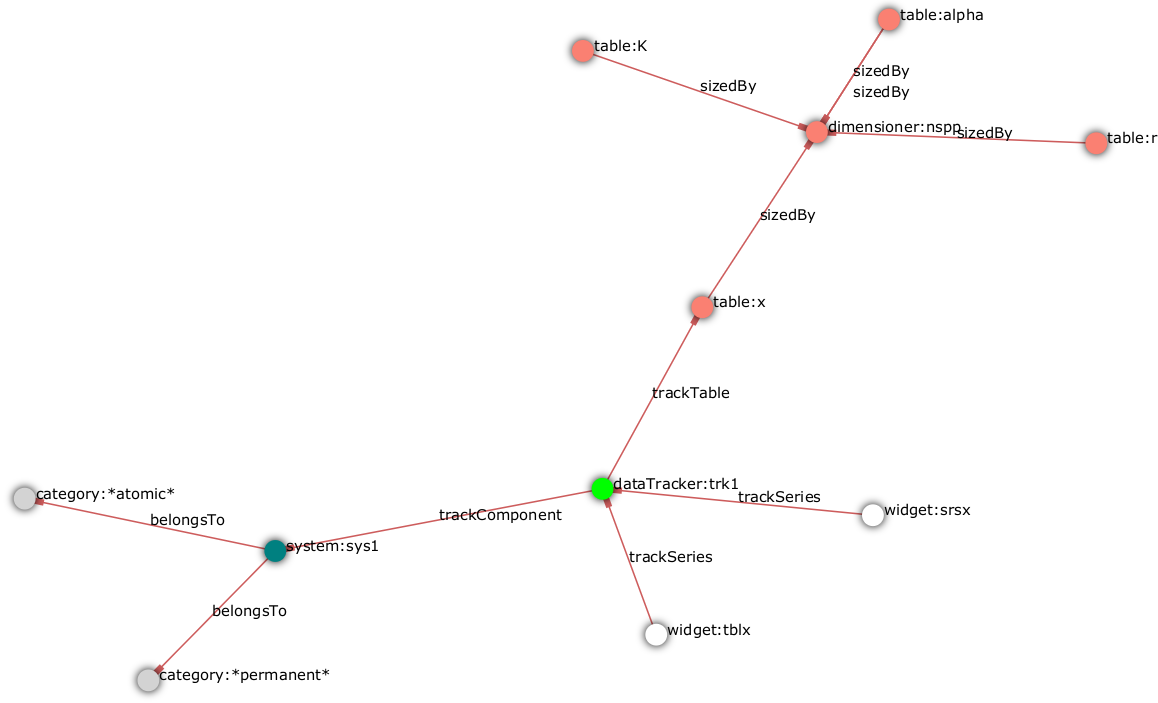 table:alpha
table:K
sizedBy
sizedBy
sizedBy
dimensioner:nspp
sizedBy
table:r
sizedBy
table:x
trackTable
dataTracker:trk1
category:*atomic*
trackSeries
widget:srsx
trackComponent
belongsTo
system:sys1
trackSeries
belongsTo
widget:tblx
category:*permanent*